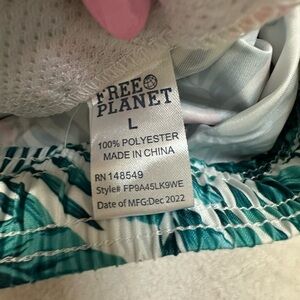 FREE
PLANET
L
100% POLYESTER
MADE IN CHINA
RN 148549
Style# FP9A45LK9WE
Date of MFG:Dec 2022